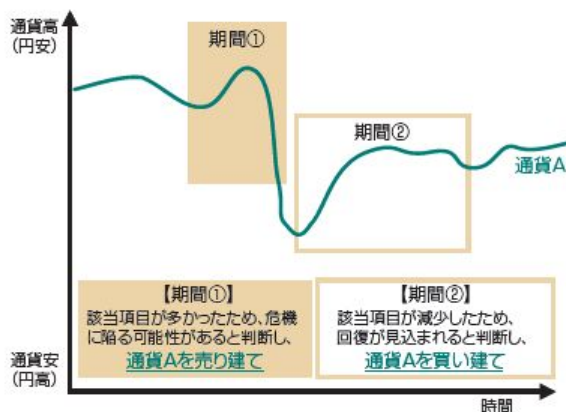 通貨高
(円安)
期間①
期間②
通貨A
【期間①】
該当項目が多かったため、危機
に陥る可能性があると判断し、
通貨Aを売り建て
【期間②】
該当項目が減少したため、
回復が見込まれると判断し、
通貨Aを買い建て
通貨安
(円高)
時間